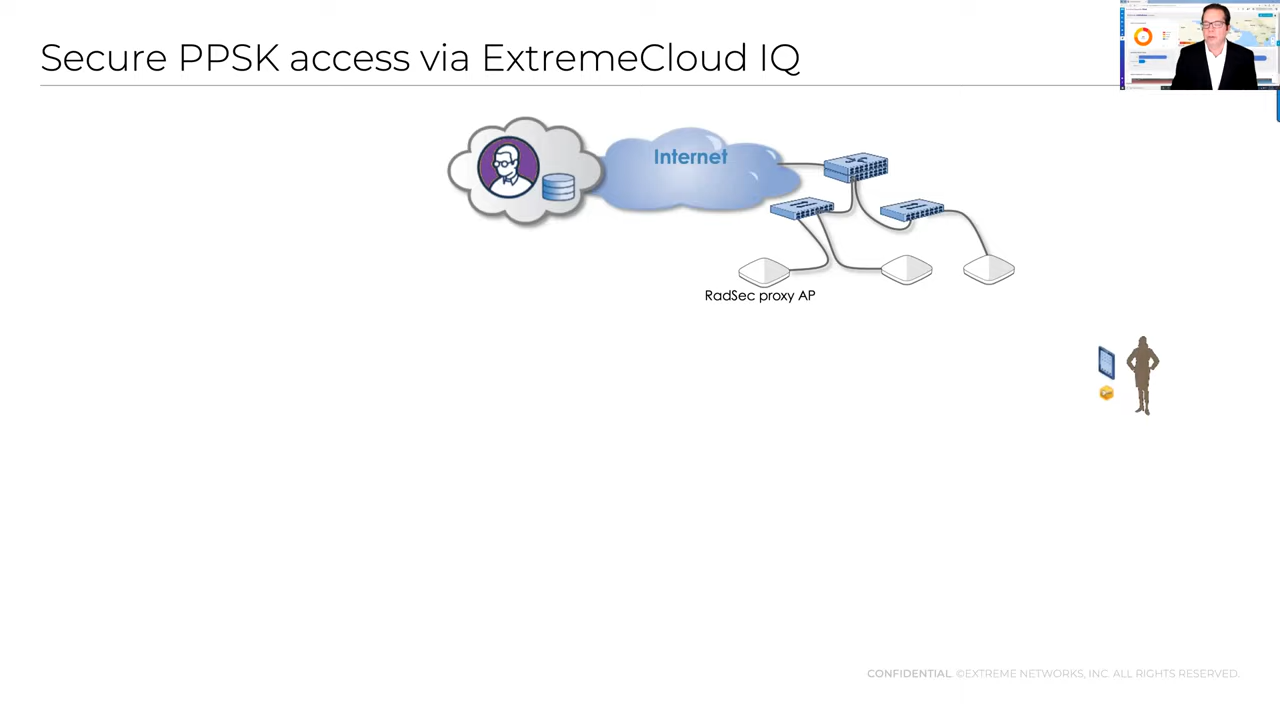 Secure PPSK access via ExtremeCloud IQ
Internet
RadSec proxy AP
CONFIDENTIAL. ©EXTREME NETWORKS, INC. ALL RIGHTS RESERVED.